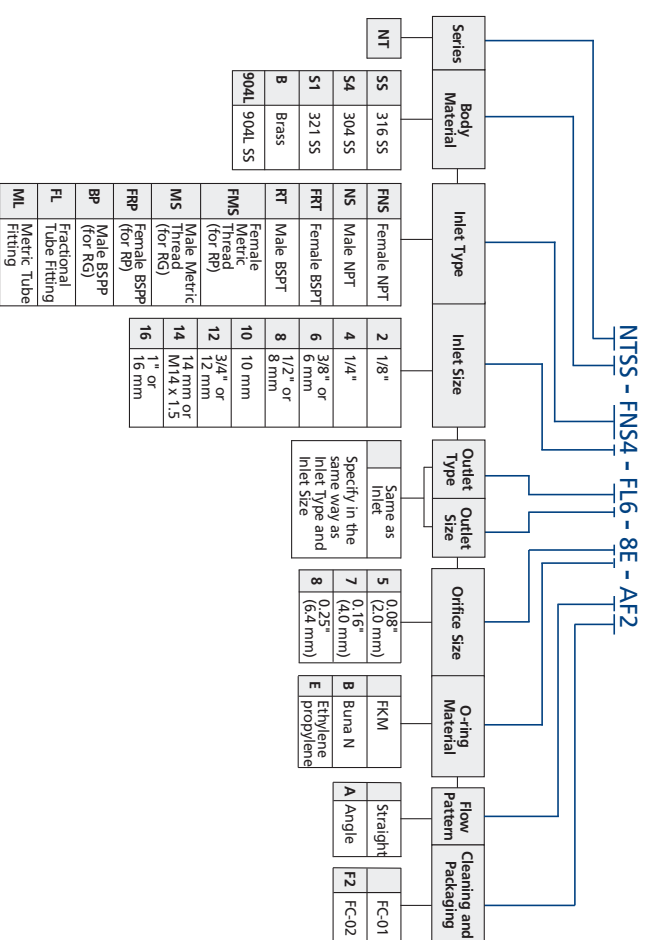 NTSS - FNS4 - FL6 - 8E - AF2
Series
NT
Body
Material
SS 316 SS
S4 304 SS
S1 321 SS
B Brass
904L 904L SS
Inlet Type
FNS Female NPT
NS Male NPT
FRT Female BSPT
RT Male BSPT
FMS Female
Metric
Thread
(for RP)
MS Male Metric
Thread
(for RG)
FRP Female BSPP
(for RP)
BP Male BSPP
(for RG)
FL Fractional
Tube Fitting
ML Metric Tube
Fitting
Inlet Size
2 1/8"
4 1/4"
6 3/8" or
6 mm
8 1/2" or
8 mm
10 10 mm
12 3/4" or
12 mm
14 14 mm or
M14 x 1.5
16 1" or
16 mm
Outlet
Type
Outlet
Size
Same as
Inlet
Specify in the
same way as
Inlet Type and
Inlet Size
Orifice Size
5 0.08"
(2.0 mm)
7 0.16"
(4.0 mm)
8 0.25"
(6.4 mm)
O-ring
Material
FKM
B Buna N
E Ethylene
propylene
Flow
Pattern
Straight
A Angle
Cleaning and
Packaging
FC-01
F2 FC-02